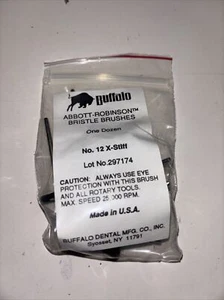 Buffalo
ABBOTT-ROBINSON™
BRISTLE BRUSHES
One Dozen
No. 12 X-Stiff
Lot No.297174
CAUTION: ALWAYS USE EYE
PROTECTION WITH THIS BRUSH
AND ALL ROTARY TOOLS.
MAX. SPEED 25,000 RPM.
Made in U.S.A.
BUFFALO DENTAL MFG. CO., INC.
Syosset, NY 11791